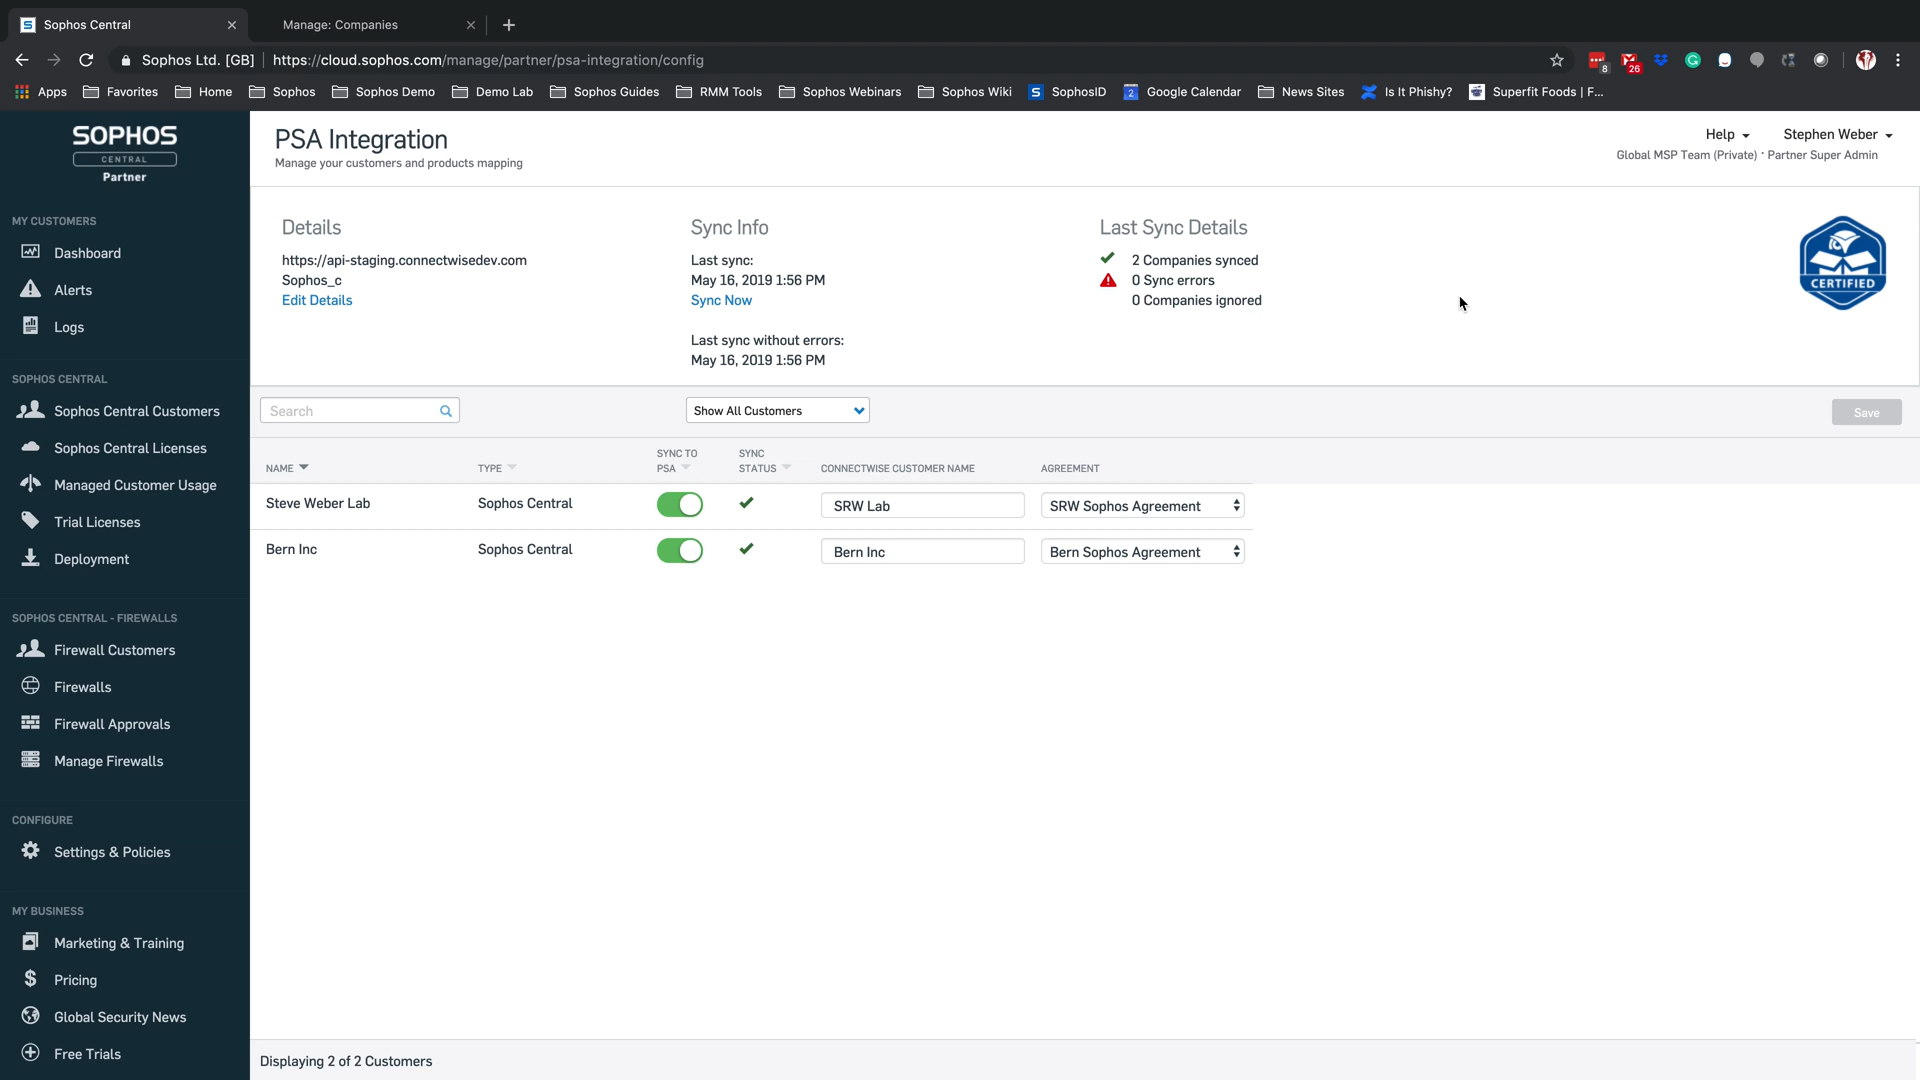 Sophos Central
Manage: Companies
Sophos Ltd. [GB] https://cloud.sophos.com/manage/partner/psa-integration/config
8
26
Apps Favorites Home Sophos Sophos Demo Demo Lab Sophos Guides RMM Tools Sophos Webinars Sophos Wiki S SophosID 2 Google Calendar News Sites Is It Phishy? Superfit Foods | F...
SOPHOS
CENTRAL
Partner
MY CUSTOMERS
Dashboard
Alerts
Logs
SOPHOS CENTRAL
Sophos Central Customers
Sophos Central Licenses
Managed Customer Usage
Trial Licenses
Deployment
SOPHOS CENTRAL - FIREWALLS
Firewall Customers
Firewalls
Firewall Approvals
Manage Firewalls
CONFIGURE
Settings & Policies
MY BUSINESS
Marketing & Training
Pricing
Global Security News
Free Trials
PSA Integration
Manage your customers and products mapping
Help Stephen Weber
Global MSP Team (Private) · Partner Super Admin
Details
https://api-staging.connectwisedev.com
Sophos_c
Edit Details
Sync Info
Last sync:
May 16, 2019 1:56 PM
Sync Now
Last sync without errors:
May 16, 2019 1:56 PM
Last Sync Details
2 Companies synced
0 Sync errors
0 Companies ignored
CERTIFIED
Search
Show All Customers
Save
NAME TYPE SYNC TO PSA SYNC STATUS CONNECTWISE CUSTOMER NAME AGREEMENT
Steve Weber Lab Sophos Central SRW Lab SRW Sophos Agreement
Bern Inc Sophos Central Bern Inc Bern Sophos Agreement
Displaying 2 of 2 Customers